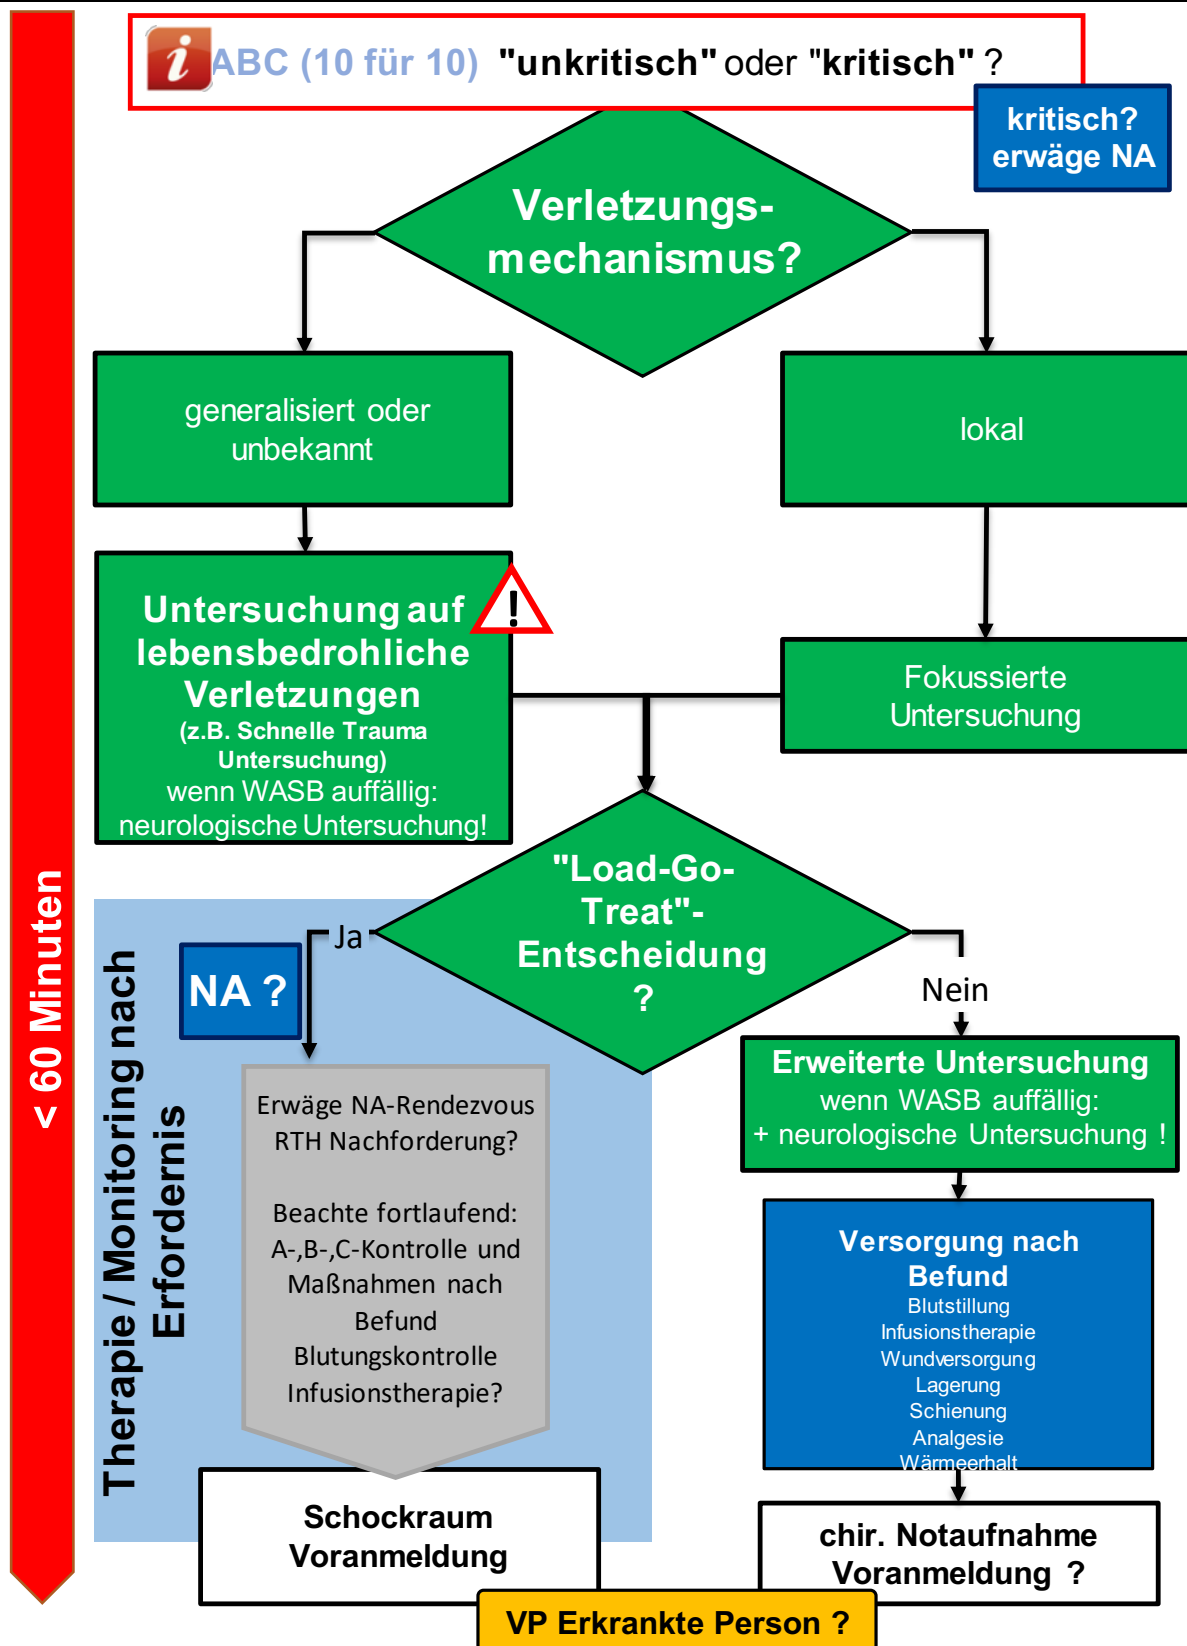 i ABC (10 für 10) "unkritisch" oder "kritisch" ?
kritisch?
erwäge NA
Verletzungs-
mechanismus?
generalisiert oder
unbekannt
lokal
Untersuchung auf
lebensbedrohliche
Verletzungen
(z.B. Schnelle Trauma
Untersuchung)
wenn WASB auffällig:
neurologische Untersuchung!
!
Fokussierte
Untersuchung
"Load-Go-
Treat"-
Entscheidung
?
Ja
Nein
NA ?
< 60 Minuten
Therapie / Monitoring nach
Erfordernis
Erwäge NA-Rendezvous
RTH Nachforderung?
Beachte fortlaufend:
A-,B-,C-Kontrolle und
Maßnahmen nach
Befund
Blutungskontrolle
Infusionstherapie?
Schockraum
Voranmeldung
Erweiterte Untersuchung
wenn WASB auffällig:
+ neurologische Untersuchung !
Versorgung nach
Befund
Blutstillung
Infusionstherapie
Wundversorgung
Lagerung
Schienung
Analgesie
Wärmeerhalt
chir. Notaufnahme
Voranmeldung ?
VP Erkrankte Person ?